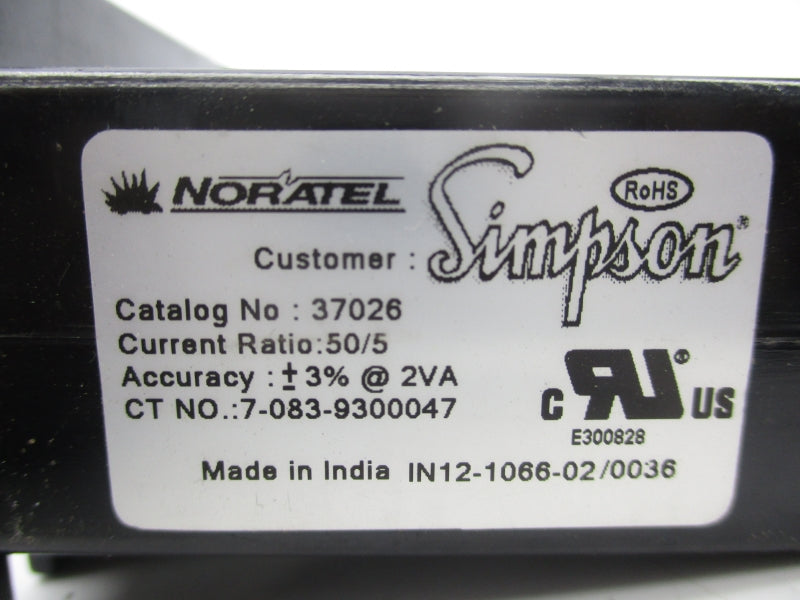 NORATEL
RoHS
Customer : Simpson®
Catalog No : 37026
Current Ratio:50/5
Accuracy : ± 3% @ 2VA
CT NO.:7-083-9300047
C RU® US
E300828
Made in India IN12-1066-02/0036